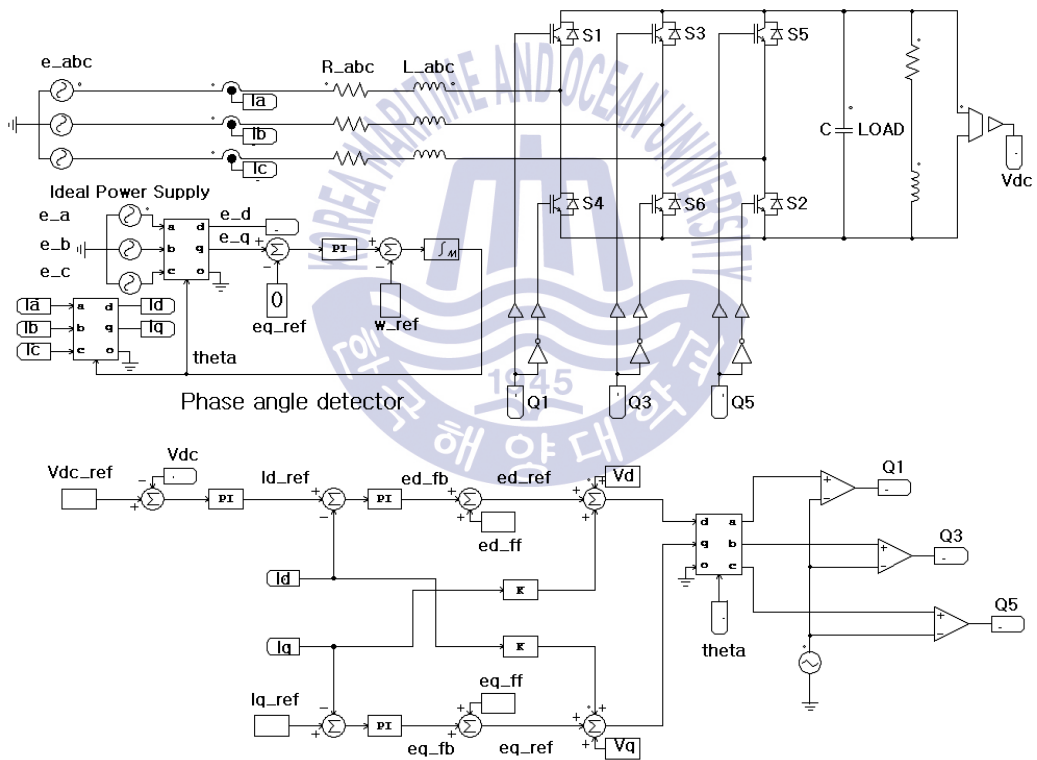 S1
S3
S5
e_abc
R_abc
L_abc
Ia
Ib
Ic
C
LOAD
Vdc
S4
S6
S2
Ideal Power Supply
e_a
e_b
e_c
a
b
c
d
q
o
e_d
e_q
+
−
PI
+
−
∫M
0
eq_ref
w_ref
Ia
Ib
Ic
a
b
c
d
q
o
Id
Iq
theta
Phase angle detector
Q1
Q3
Q5
KOREA MARITIME AND OCEAN UNIVERSITY
1945
한국해양대학교
Vdc_ref
Vdc
−
+
PI
Id_ref
+
−
PI
ed_fb
+
+
ed_ff
ed_ref
+
+
Vd
Id
K
Iq
K
Iq_ref
+
−
PI
eq_fb
+
+
eq_ff
eq_ref
+
+
+
Vq
d
q
o
a
b
c
theta
+
−
Q1
+
−
Q3
+
−
Q5